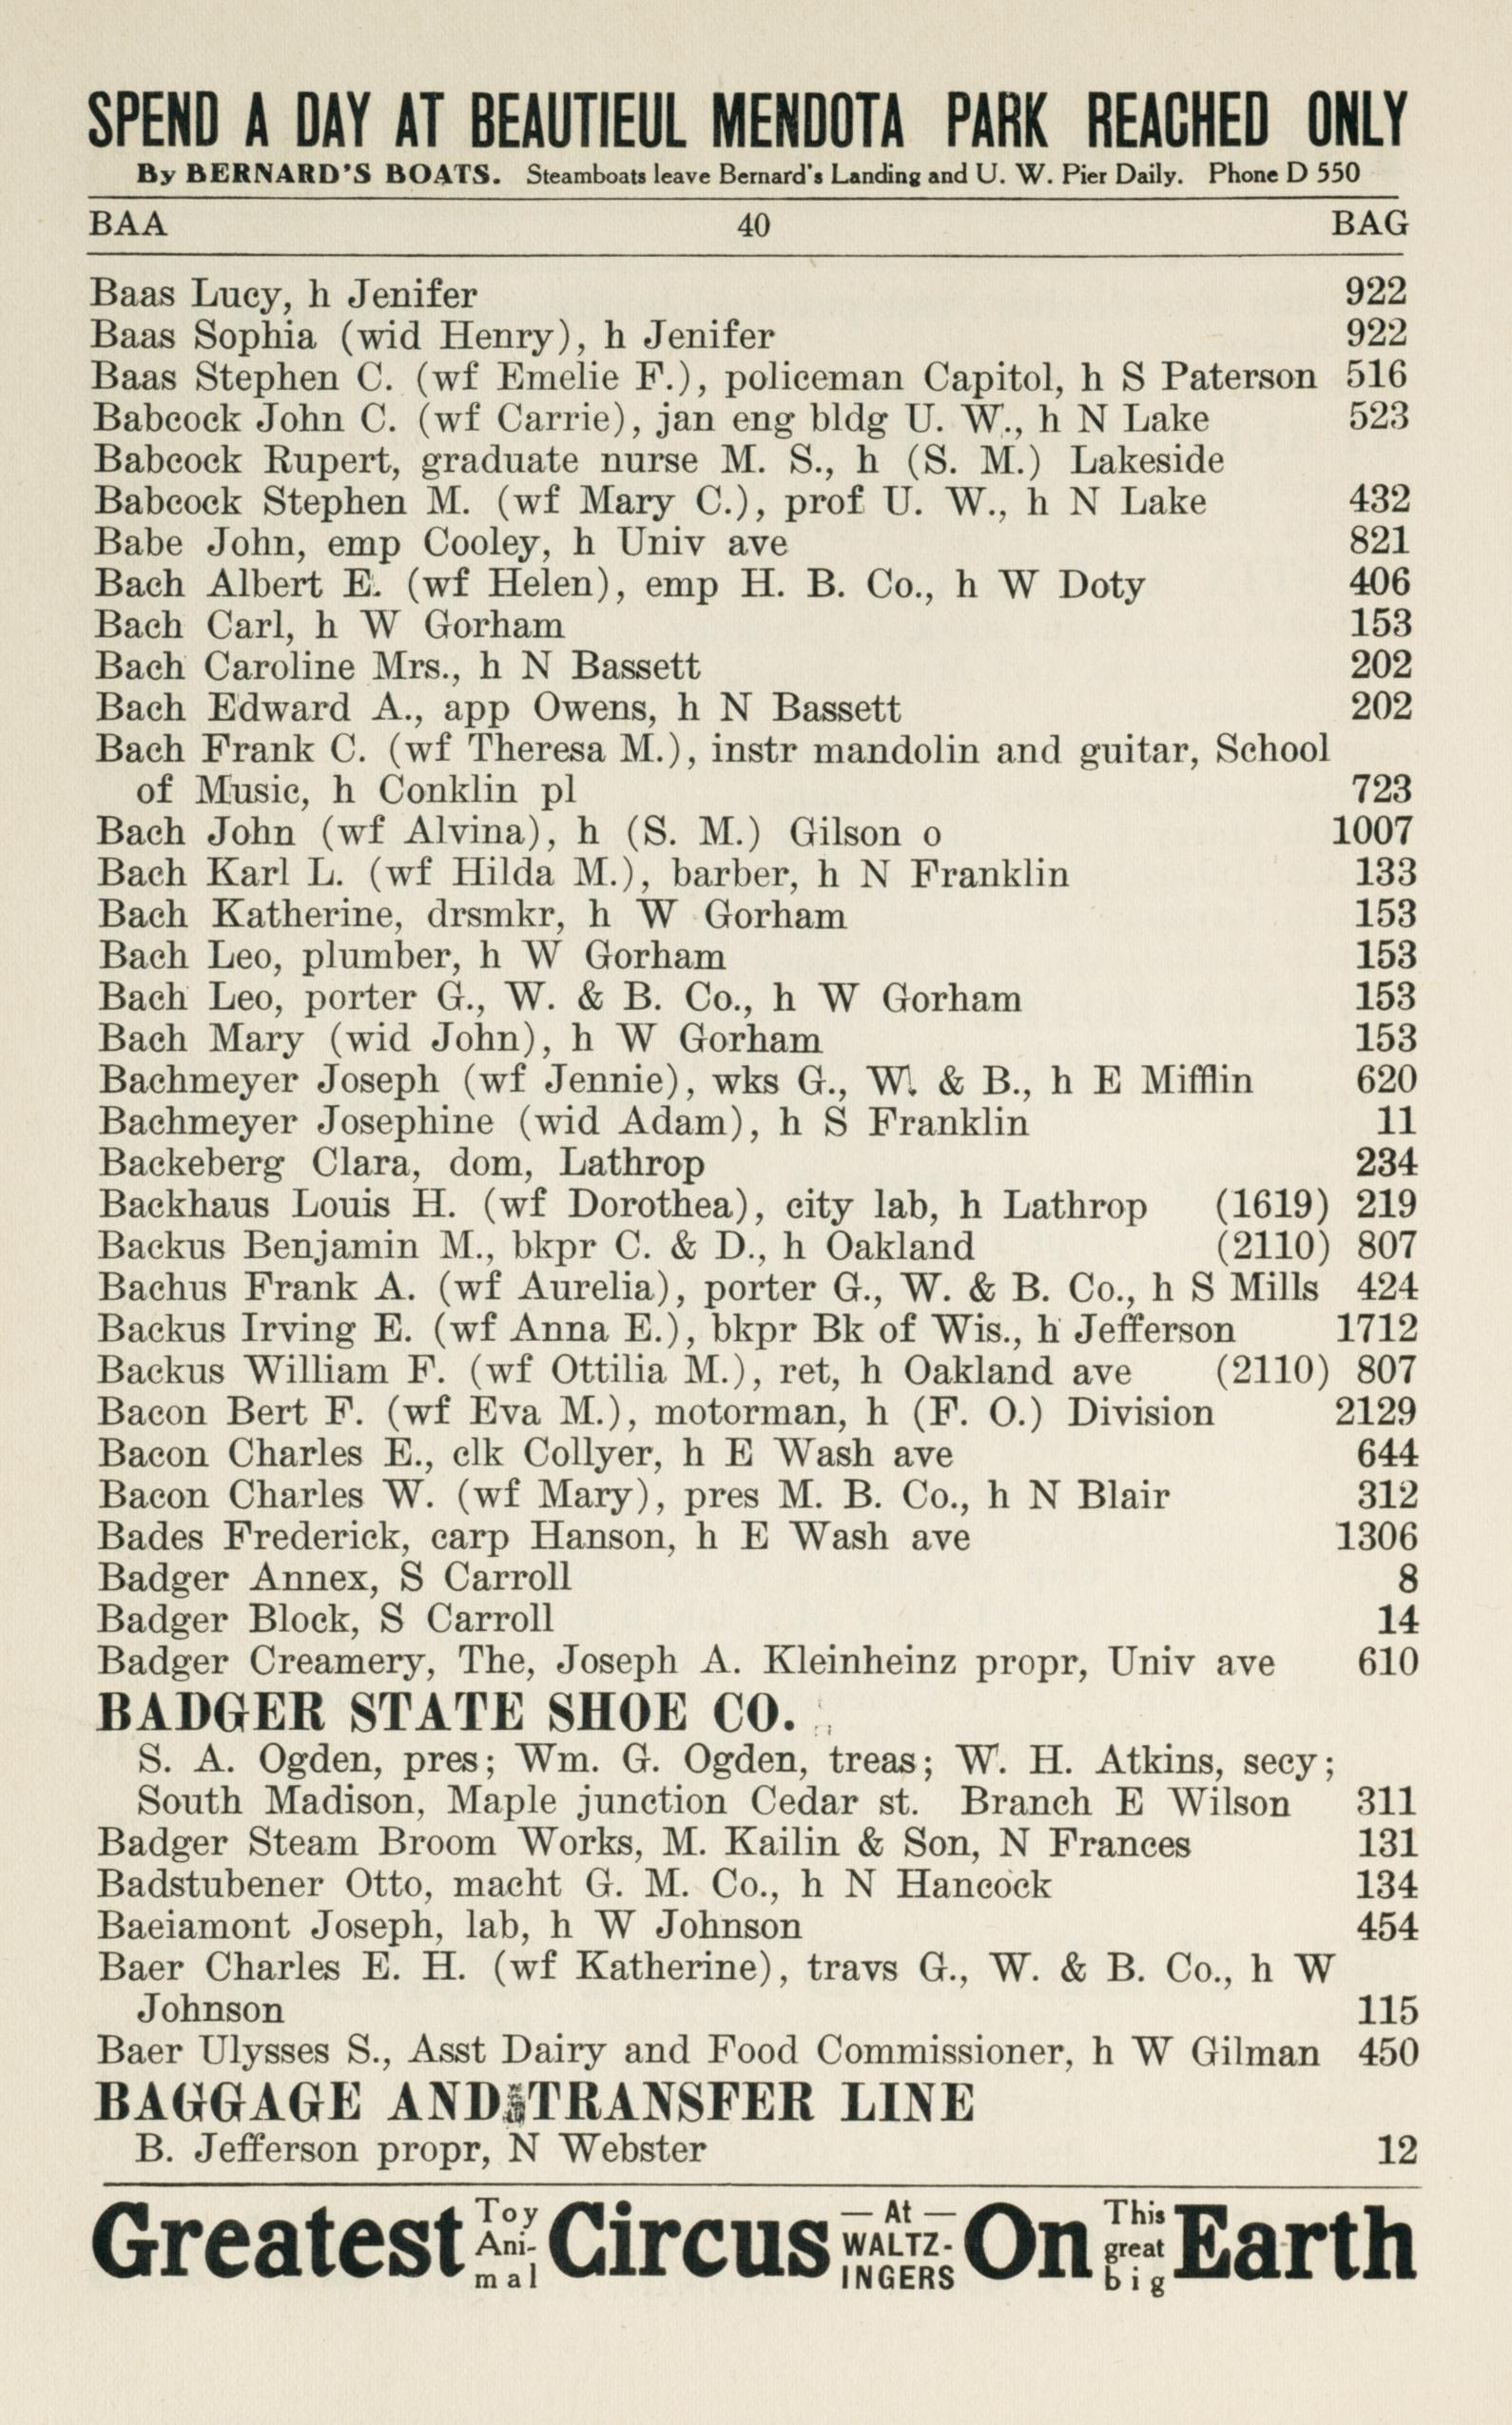 SPEND A DAY AT BEAUTIEUL MENDOTA PARK REACHED ONLY
By BERNARD'S BOATS. Steamboats leave Bernard's Landing and U. W. Pier Daily. Phone D 550
BAA 40 BAG
Baas Lucy, h Jenifer 922
Baas Sophia (wid Henry), h Jenifer 922
Baas Stephen C. (wf Emelie F.), policeman Capitol, h S Paterson 516
Babcock John C. (wf Carrie), jan eng bldg U. W., h N Lake 523
Babcock Rupert, graduate nurse M. S., h (S. M.) Lakeside
Babcock Stephen M. (wf Mary C.), prof U. W., h N Lake 432
Babe John, emp Cooley, h Univ ave 821
Bach Albert E. (wf Helen), emp H. B. Co., h W Doty 406
Bach Carl, h W Gorham 153
Bach Caroline Mrs., h N Bassett 202
Bach Edward A., app Owens, h N Bassett 202
Bach Frank C. (wf Theresa M.), instr mandolin and guitar, School
of Music, h Conklin pl 723
Bach John (wf Alvina), h (S. M.) Gilson o 1007
Bach Karl L. (wf Hilda M.), barber, h N Franklin 133
Bach Katherine, drsmkr, h W Gorham 153
Bach Leo, plumber, h W Gorham 153
Bach Leo, porter G., W. & B. Co., h W Gorham 153
Bach Mary (wid John), h W Gorham 153
Bachmeyer Joseph (wf Jennie), wks G., W. & B., h E Mifflin 620
Bachmeyer Josephine (wid Adam), h S Franklin 11
Backeberg Clara, dom, Lathrop 234
Backhaus Louis H. (wf Dorothea), city lab, h Lathrop (1619) 219
Backus Benjamin M., bkpr C. & D., h Oakland (2110) 807
Bachus Frank A. (wf Aurelia), porter G., W. & B. Co., h S Mills 424
Backus Irving E. (wf Anna E.), bkpr Bk of Wis., h Jefferson 1712
Backus William F. (wf Ottilia M.), ret, h Oakland ave (2110) 807
Bacon Bert F. (wf Eva M.), motorman, h (F. O.) Division 2129
Bacon Charles E., clk Collyer, h E Wash ave 644
Bacon Charles W. (wf Mary), pres M. B. Co., h N Blair 312
Bades Frederick, carp Hanson, h E Wash ave 1306
Badger Annex, S Carroll 8
Badger Block, S Carroll 14
Badger Creamery, The, Joseph A. Kleinheinz propr, Univ ave 610
BADGER STATE SHOE CO.
S. A. Ogden, pres; Wm. G. Ogden, treas; W. H. Atkins, secy;
South Madison, Maple junction Cedar st. Branch E Wilson 311
Badger Steam Broom Works, M. Kailin & Son, N Frances 131
Badstubener Otto, macht G. M. Co., h N Hancock 134
Baeiamont Joseph, lab, h W Johnson 454
Baer Charles E. H. (wf Katherine), travs G., W. & B. Co., h W
Johnson 115
Baer Ulysses S., Asst Dairy and Food Commissioner, h W Gilman 450
BAGGAGE AND TRANSFER LINE
B. Jefferson propr, N Webster 12
Greatest Toy Ani- mal Circus — At — WALTZ- INGERS On This great big Earth